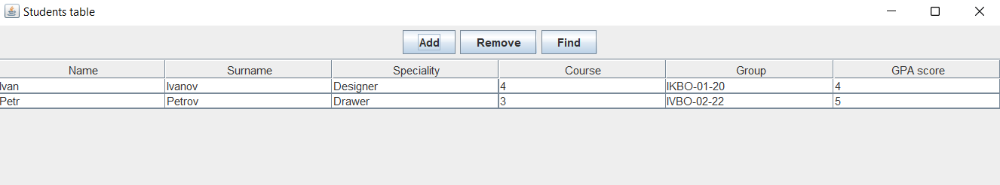 Students table
Add Remove Find
Name Surname Speciality Course Group GPA score
Ivan Ivanov Designer 4 IKBO-01-20 4
Petr Petrov Drawer 3 IVBO-02-22 5